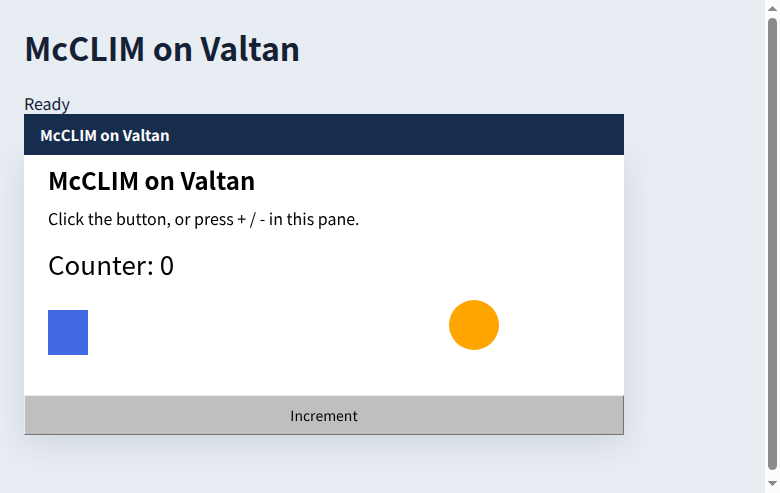 McCLIM on Valtan
Ready
McCLIM on Valtan
McCLIM on Valtan
Click the button, or press + / - in this pane.
Counter: 0
Increment